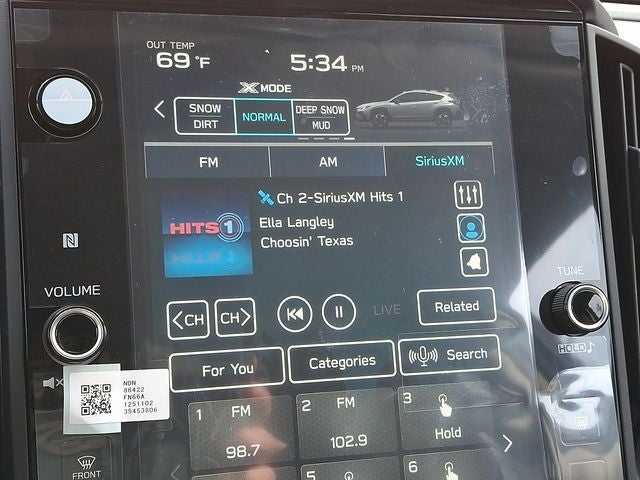 OUT TEMP
69°F
5:34 PM
X MODE
SNOW
DIRT
NORMAL
DEEP SNOW
MUD
FM
AM
SiriusXM
Ch 2-SiriusXM Hits 1
Ella Langley
Choosin' Texas
HITS 1
N
VOLUME
TUNE
HOLD
CH
CH
LIVE
Related
For You
Categories
Search
NDN
86422
FN66A
1251102
35453806
1 FM
98.7
2 FM
102.9
3
Hold
5
6
FRONT